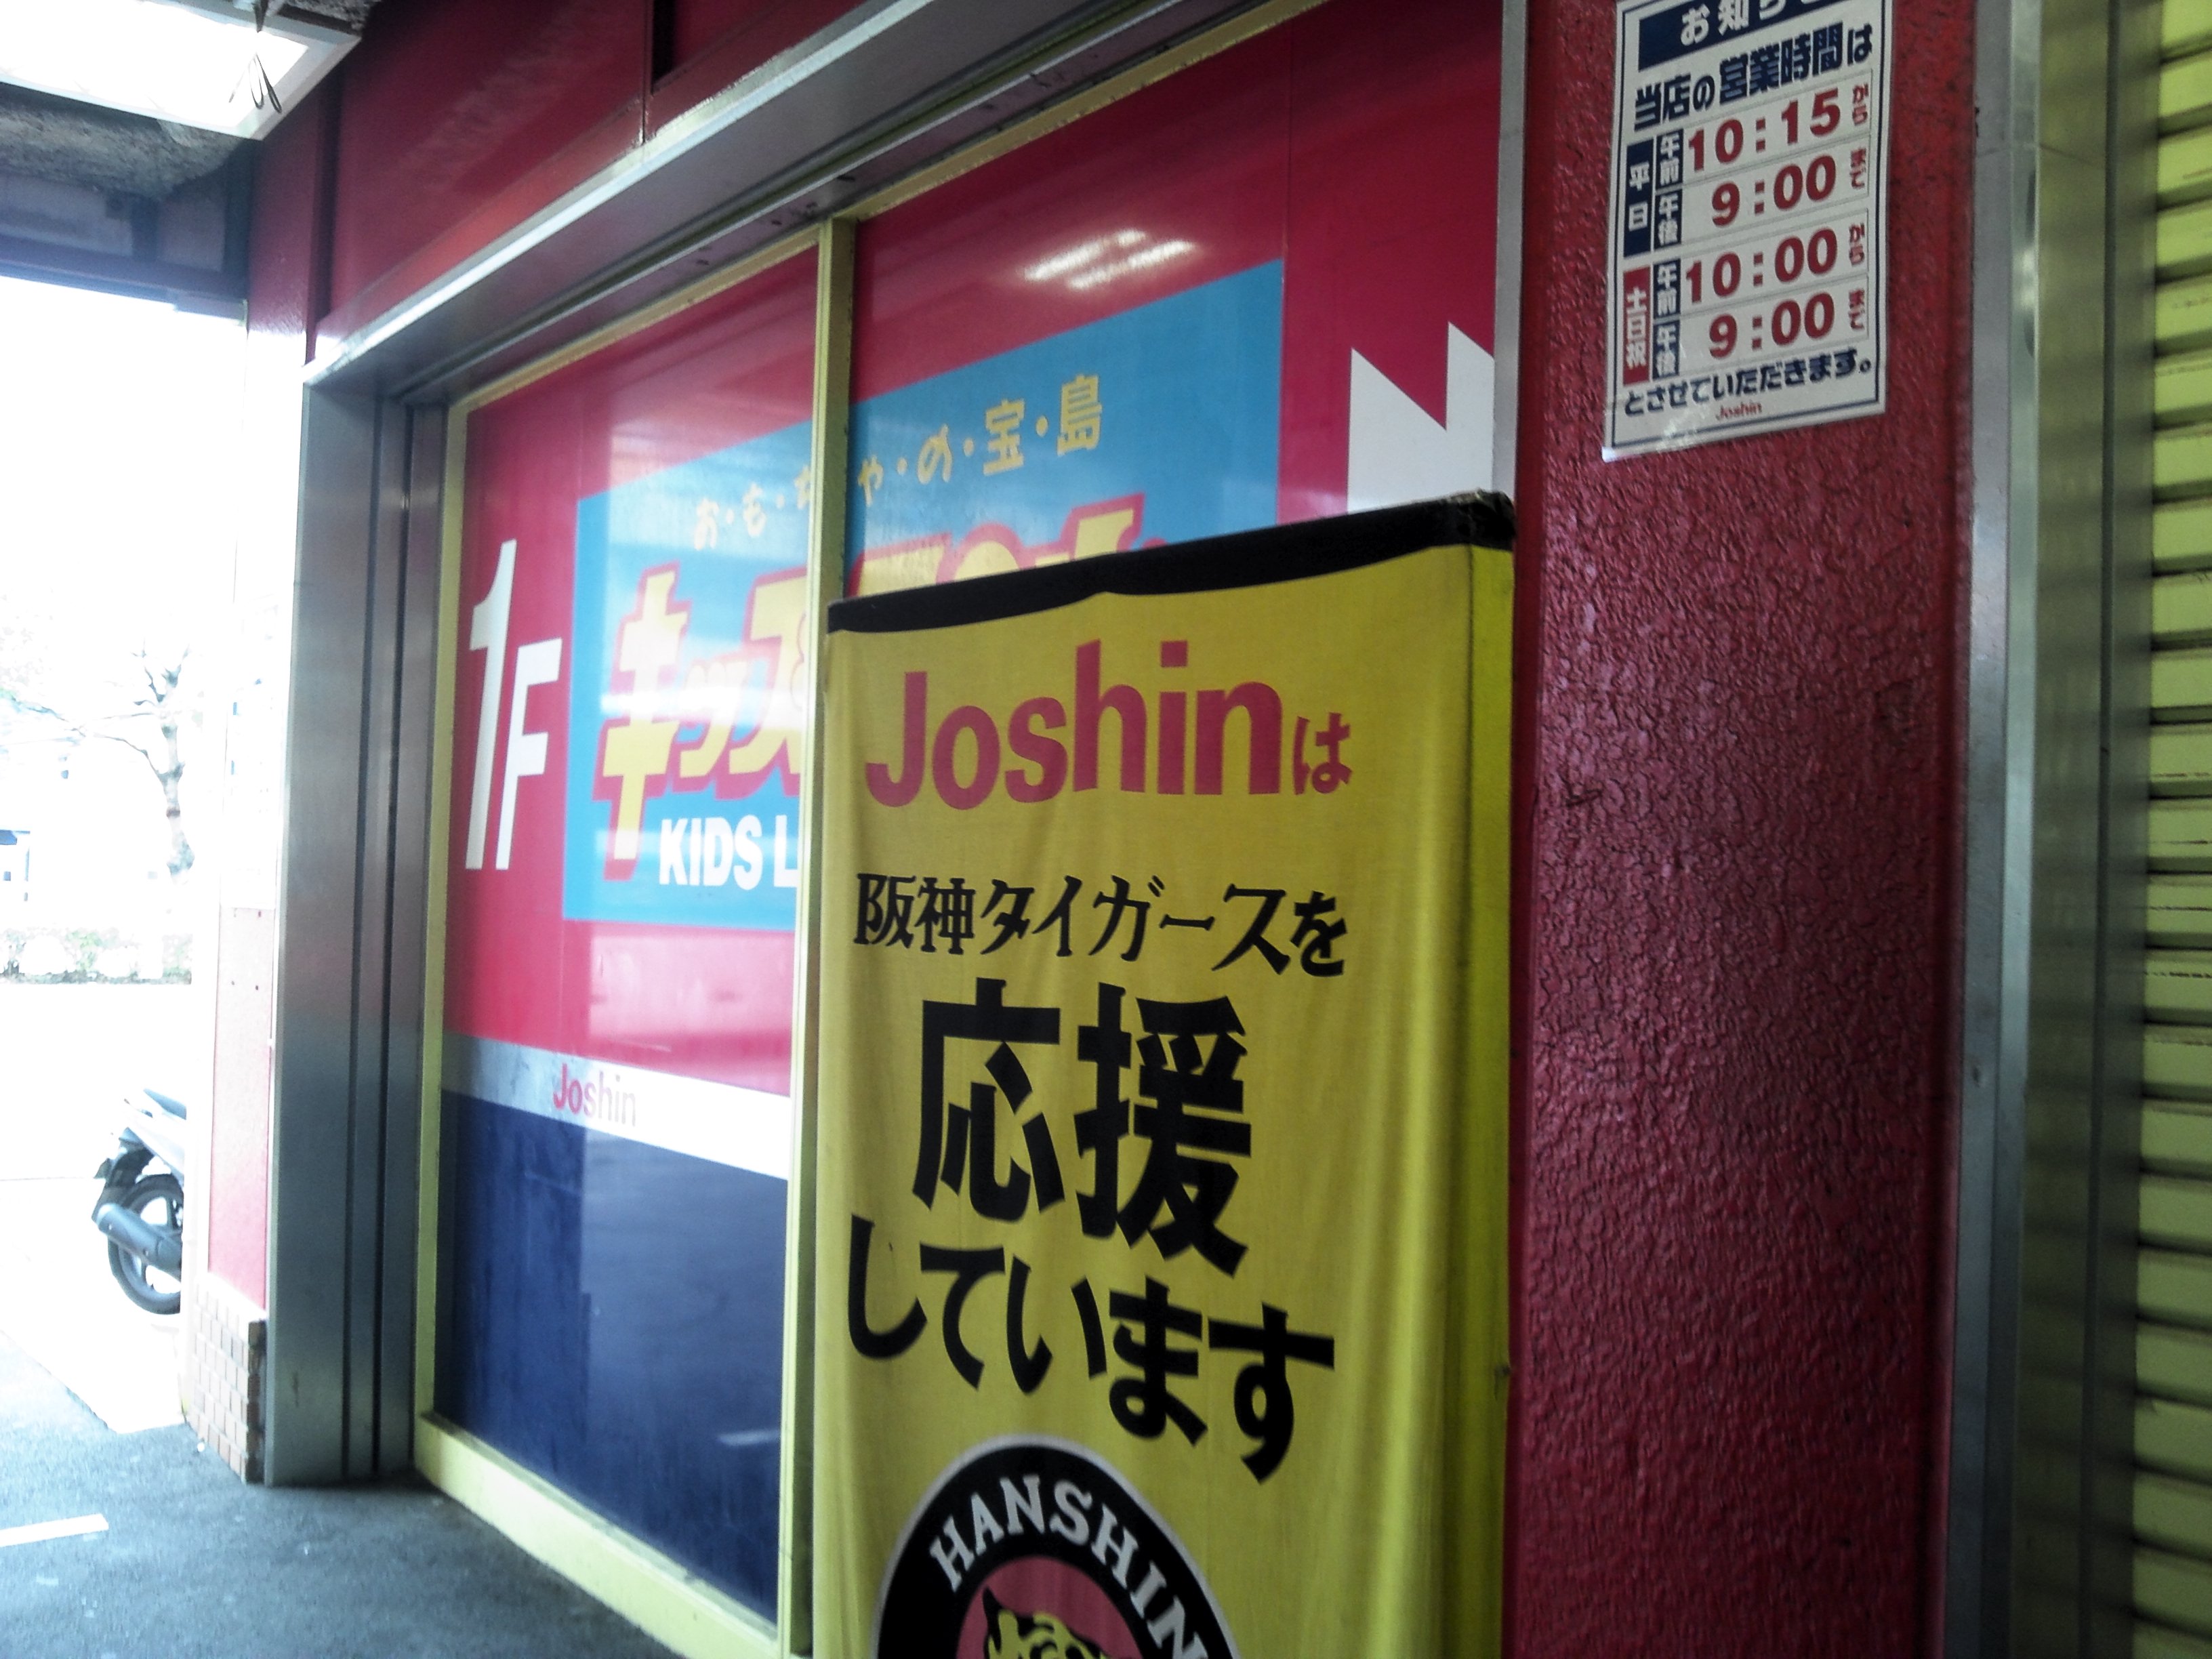 お知らせ
当店の営業時間は
平日 午前 10:15 から
午後 9:00 まで
土日祝 午前 10:00 から
午後 9:00 まで
とさせていただきます。
Joshin
お・も・ち・ゃ・の・宝・島
1F
キッズ
KIDS L
Joshin
Joshinは
阪神タイガースを
応援
しています
HANSHIN